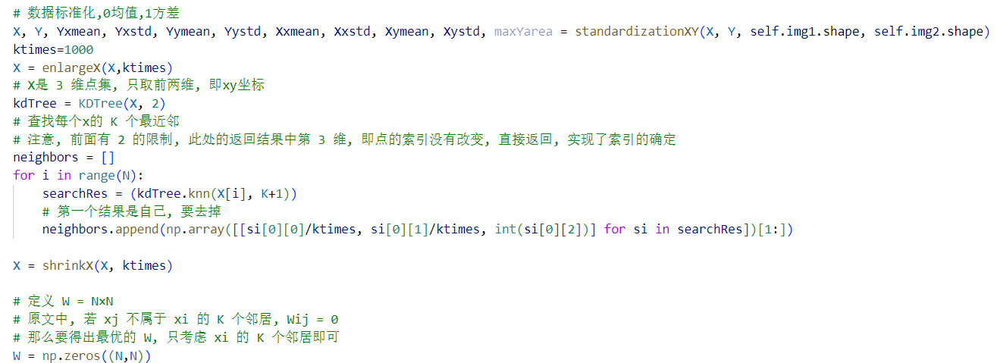 # 数据标准化,0均值,1方差
X, Y, Yxmean, Yxstd, Yymean, Yystd, Xxmean, Xxstd, Xymean, Xystd, maxYarea = standardizationXY(X, Y, self.img1.shape, self.img2.shape)
ktimes=1000
X = enlargeX(X,ktimes)
# X是 3 维点集, 只取前两维, 即xy坐标
kdTree = KDTree(X, 2)
# 查找每个x的 K 个最近邻
# 注意, 前面有 2 的限制, 此处的返回结果中第 3 维, 即点的索引没有改变, 直接返回, 实现了索引的确定
neighbors = []
for i in range(N):
    searchRes = (kdTree.knn(X[i], K+1))
    # 第一个结果是自己, 要去掉
    neighbors.append(np.array([[si[0][0]/ktimes, si[0][1]/ktimes, int(si[0][2])] for si in searchRes])[1:])
X = shrinkX(X, ktimes)
# 定义 W = N×N
# 原文中, 若 xj 不属于 xi 的 K 个邻居, Wij = 0
# 那么要得出最优的 W, 只考虑 xi 的 K 个邻居即可
W = np.zeros((N,N))